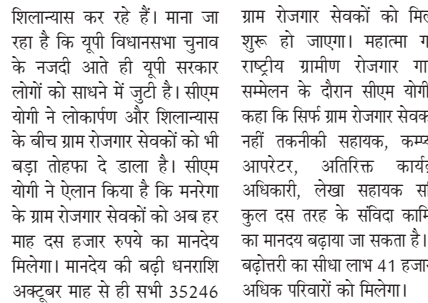 शिलान्यास कर रहे हैं। माना जा
रहा है कि यूपी विधानसभा चुनाव
के नजदी आते ही यूपी सरकार
लोगों को साधने में जुटी है। सीएम
योगी ने लोकार्पण और शिलान्यास
के बीच ग्राम रोजगार सेवकों को भी
बड़ा तोहफा दे डाला है। सीएम
योगी ने ऐलान किया है कि मनरेगा
के ग्राम रोजगार सेवकों को अब हर
माह दस हजार रुपये का मानदेय
मिलेगा। मानदेय की बढ़ी धनराशि
अक्टूबर माह से ही सभी 35246
ग्राम रोजगार सेवकों को
शुरू हो जाएगा। महात्मा
राष्ट्रीय ग्रामीण रोजगार
सम्मेलन के दौरान सीएम योगी
कहा कि सिर्फ ग्राम रोजगार
नहीं तकनीकी सहायक,
आपरेटर, अतिरिक्त
अधिकारी, लेखा सहायक
कुल दस तरह के संविदा
का मानदय बढ़ाया जा सकता है।
बढ़ोत्तरी का सीधा लाभ 41
अधिक परिवारों को मिलेगा।